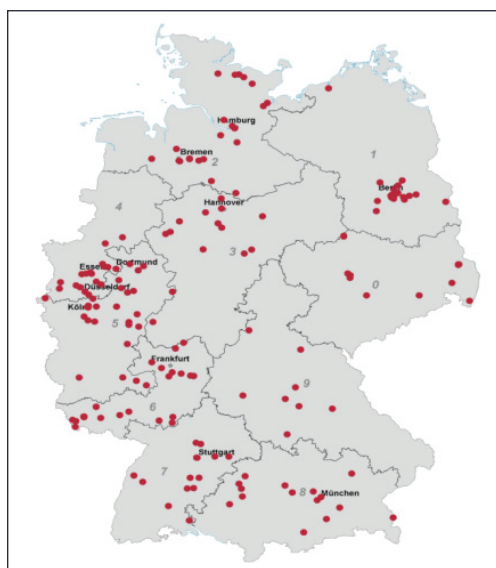 Hamburg
1
Bremen
2
Berlin
Hannover
4
3
Essen
Dortmund
Düsseldorf
0
Köln
5
Frankfurt
9
6
Stuttgart
7
8
München